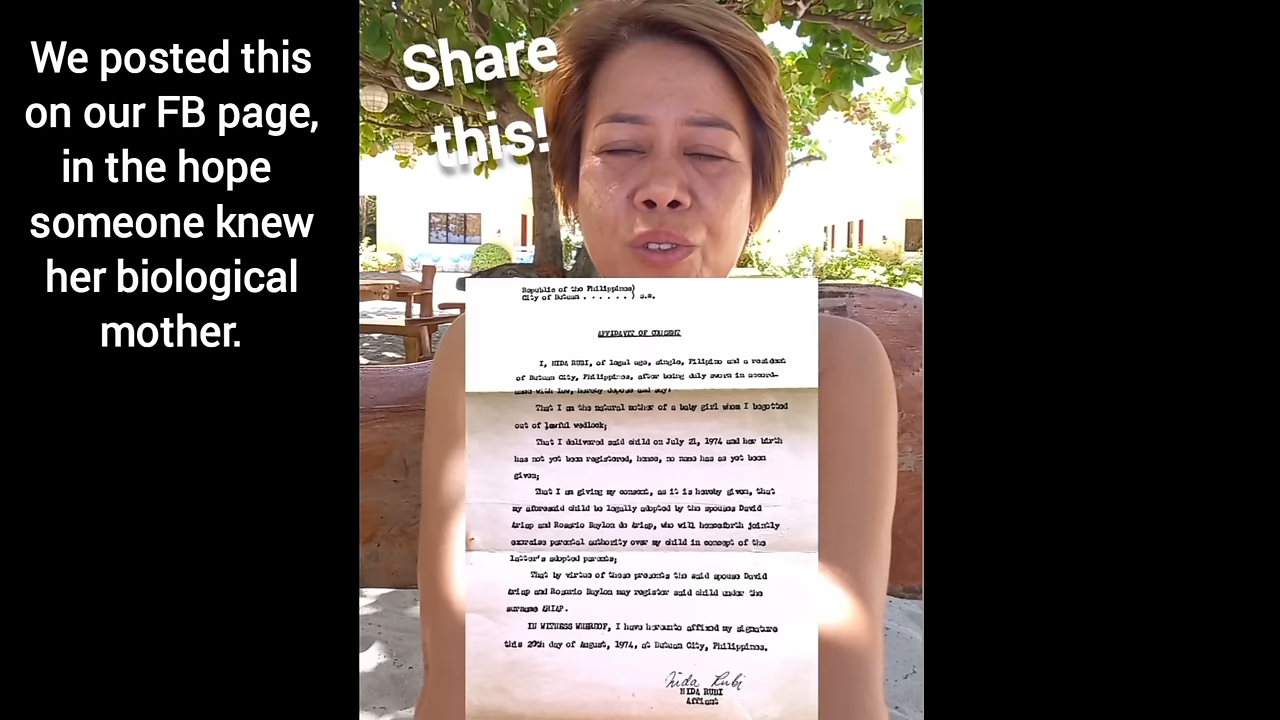 We posted this
on our FB page,
in the hope
someone knew
her biological
mother.
Share
this!
Republic of the Philippines)
City of Butuan . . . . . . ) s.s.
AFFIDAVIT OF CONSENT
I, NIDA RUBI, of legal age, single, Filipino and a resident
of Butuan City, Philippines, after being duly sworn in accord-
ance with law, hereby depose and say:
That I am the natural mother of a baby girl whom I begotted
out of lawful wedlock;
That I delivered said child on July 21, 1974 and her birth
has not yet been registered, hence, no name has as yet been
given;
That I am giving my consent, as it is hereby given, that
my aforesaid child be legally adopted by the spouses David
Ariap and Rosario Baylon de Ariap, who will henceforth jointly
exercise parental authority over my child in concept of the
latter's adopted parents;
That by virtue of these presents the said spouse David
Ariap and Rosario Baylon may register said child under the
surname ARIAP.
IN WITNESS WHEREOF, I have hereunto affixed my signature
this 29th day of August, 1974, at Butuan City, Philippines.
Nida Rubi
NIDA RUBI
Affiant